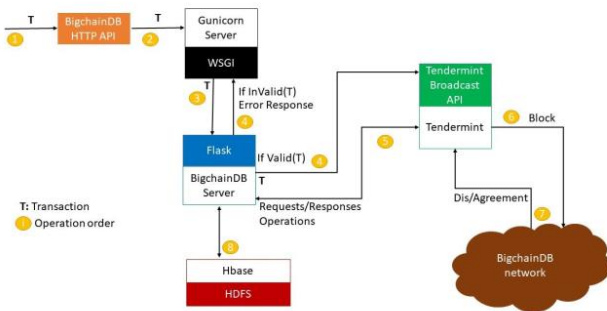 T
T
1
BigchainDB
HTTP API
2
Gunicorn
Server
WSGI
T
3
If InValid(T)
Error Response
4
Tendermint
Broadcast
API
Tendermint
6
Block
4
5
Flask
If Valid(T)
T
BigchainDB
Server
Requests/Responses
Operations
Dis/Agreement
7
T: Transaction
i Operation order
8
BigchainDB
network
Hbase
HDFS